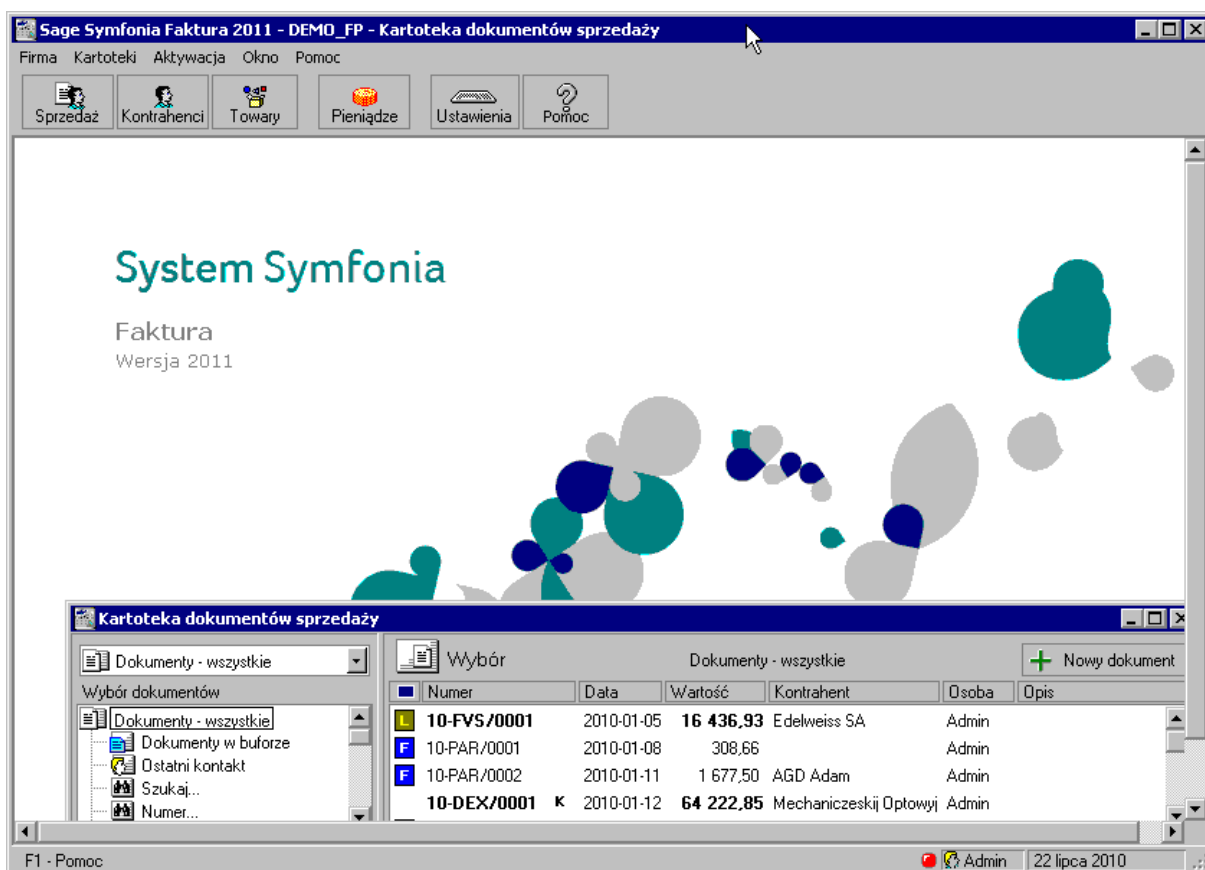 Sage Symfonia Faktura 2011 - DEMO_FP - Kartoteka dokumentów sprzedaży
Firma Kartoteki Aktywacja Okno Pomoc
Sprzedaż Kontrahenci Towary Pieniądze Ustawienia Pomoc
System Symfonia
Faktura
Wersja 2011
Kartoteka dokumentów sprzedaży
Dokumenty - wszystkie Wybór Dokumenty - wszystkie Nowy dokument
Wybór dokumentów Numer Data Wartość Kontrahent Osoba Opis
Dokumenty - wszystkie L 10-FVS/0001 2010-01-05 16 436,93 Edelweiss SA Admin
Dokumenty w buforze F 10-PAR/0001 2010-01-08 308,66 Admin
Ostatni kontakt F 10-PAR/0002 2010-01-11 1 677,50 AGD Adam Admin
Szukaj... 10-DEX/0001 K 2010-01-12 64 222,85 Mechaniczeskij Optowyj Admin
Numer...
F1 - Pomoc Admin 22 lipca 2010